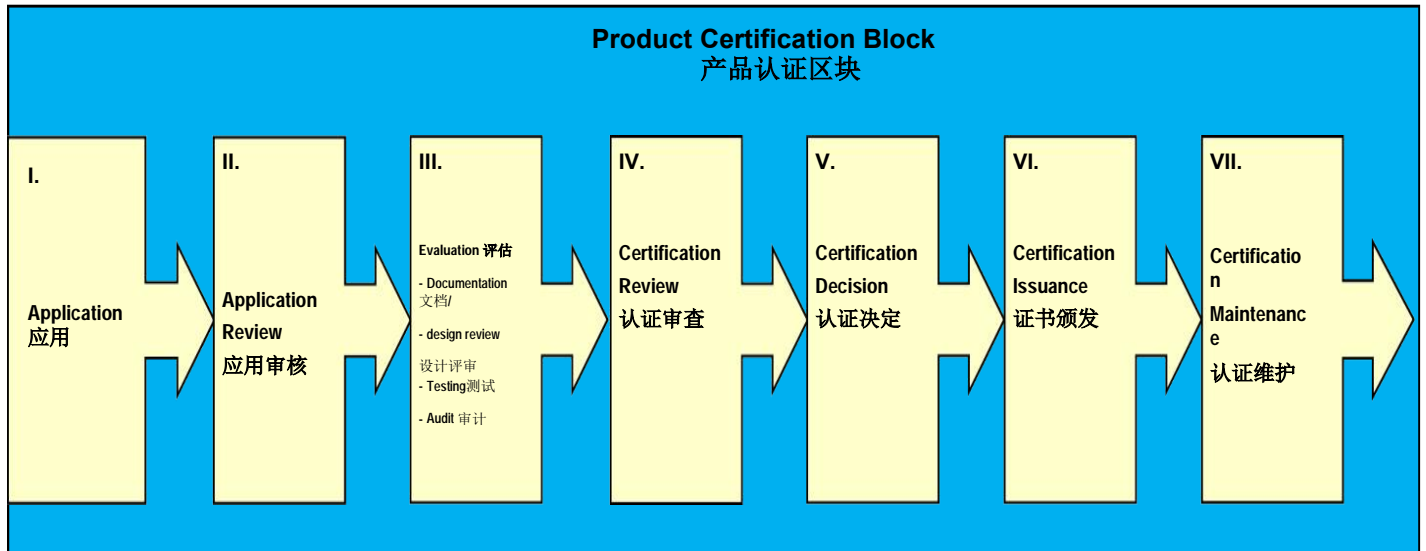 Product Certification Block
产品认证区块
I.
Application
应用
II.
Application
Review
应用审核
III.
Evaluation 评估
- Documentation
文档/
- design review
设计评审
- Testing测试
- Audit 审计
IV.
Certification
Review
认证审查
V.
Certification
Decision
认证决定
VI.
Certification
Issuance
证书颁发
VII.
Certificatio
n
Maintenanc
e
认证维护